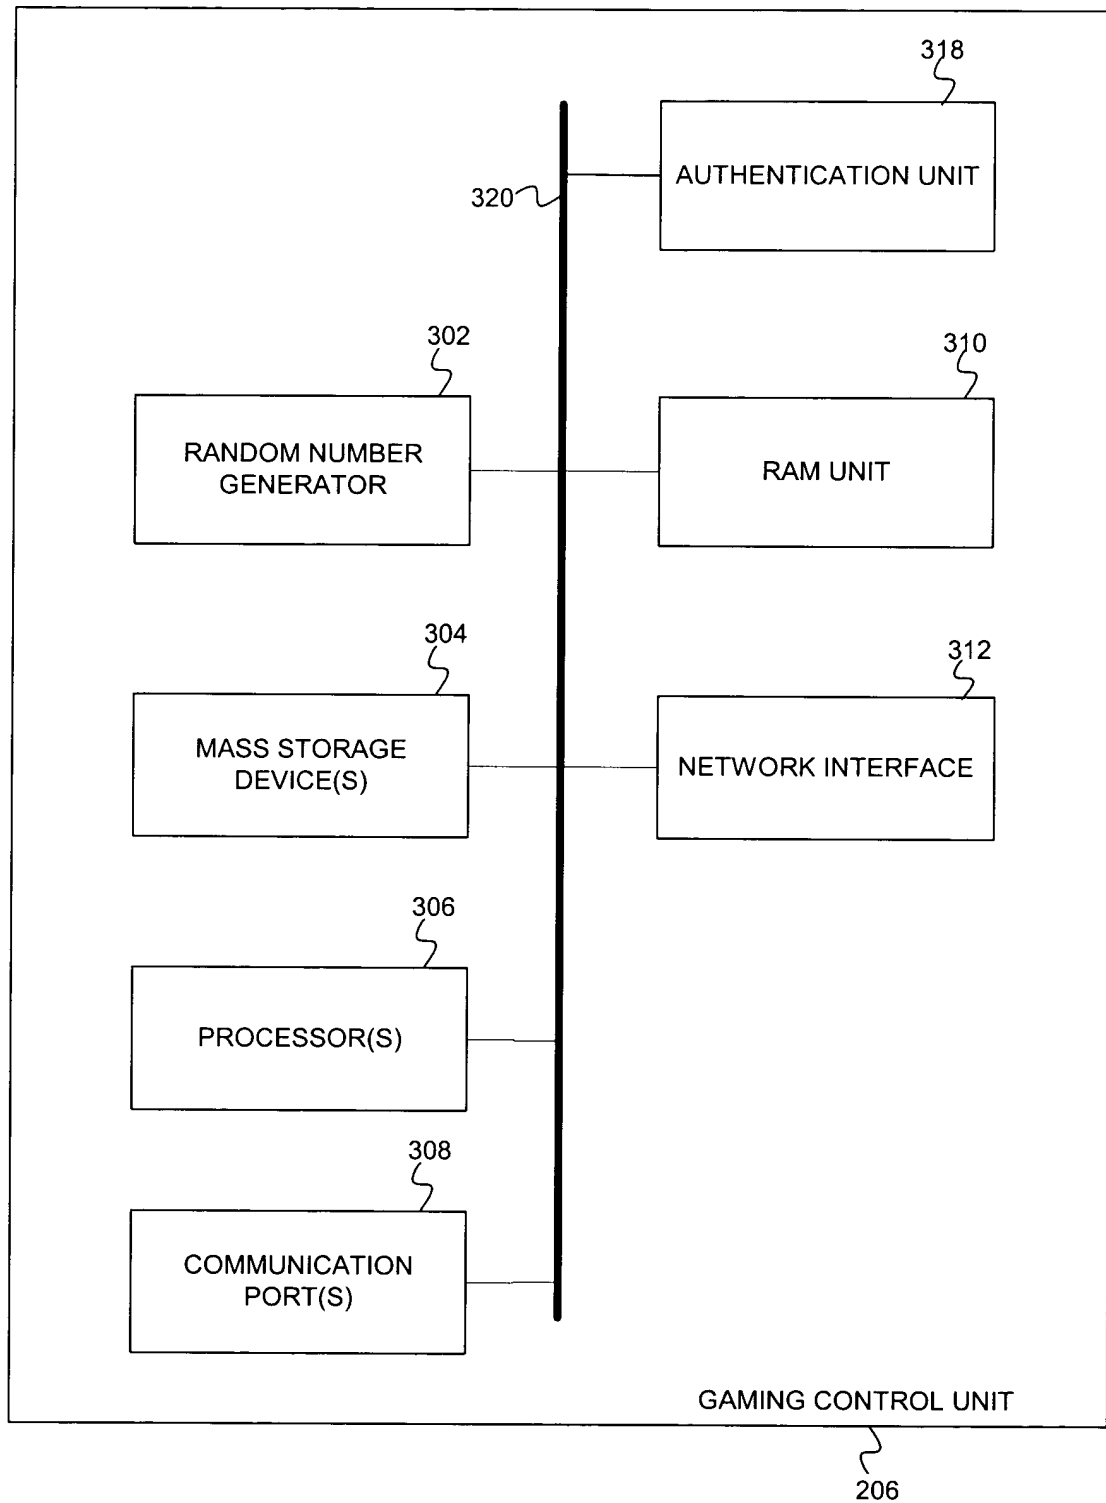 318
AUTHENTICATION UNIT
320
302
RANDOM NUMBER
GENERATOR
310
RAM UNIT
304
MASS STORAGE
DEVICE(S)
312
NETWORK INTERFACE
306
PROCESSOR(S)
308
COMMUNICATION
PORT(S)
GAMING CONTROL UNIT
206